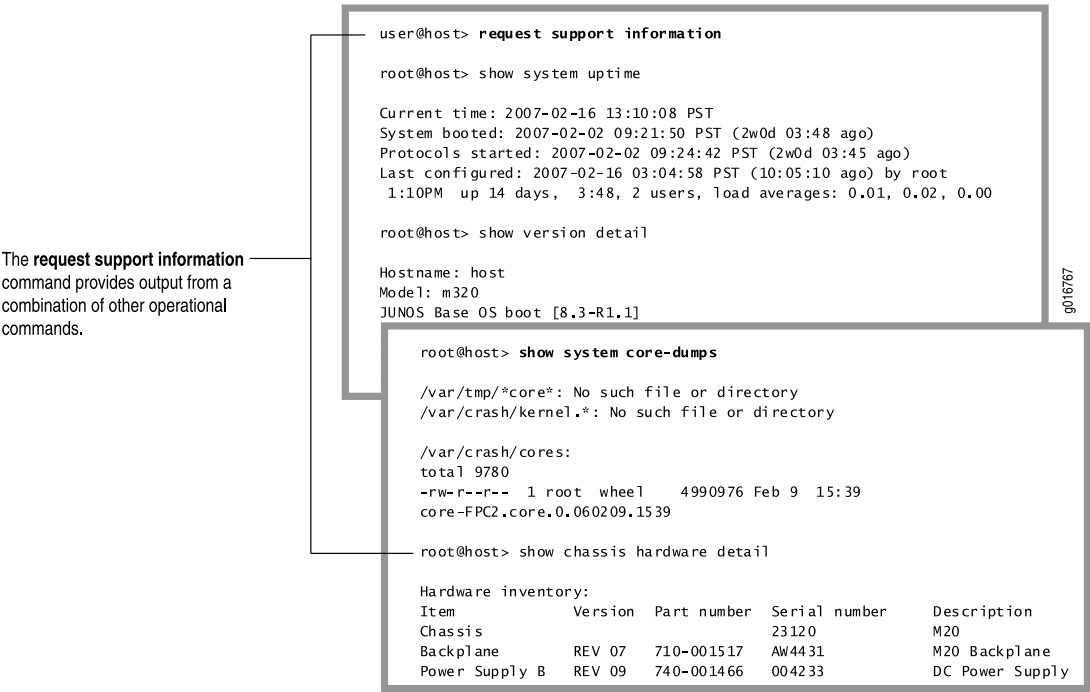 user@host> request support information
root@host> show system uptime
Current time: 2007-02-16 13:10:08 PST
System booted: 2007-02-02 09:21:50 PST (2w0d 03:48 ago)
Protocols started: 2007-02-02 09:24:42 PST (2w0d 03:45 ago)
Last configured: 2007-02-16 03:04:58 PST (10:05:10 ago) by root
1:10PM up 14 days, 3:48, 2 users, load averages: 0.01, 0.02, 0.00
root@host> show version detail
Hostname: host
Model: m320
JUNOS Base OS boot [8.3-R1.1]
The request support information
command provides output from a
combination of other operational
commands.
root@host> show system core-dumps
/var/tmp/*core*: No such file or directory
/var/crash/kernel.*: No such file or directory
/var/crash/cores:
total 9780
-rw-r--r-- 1 root wheel 4990976 Feb 9 15:39
core-FPC2.core.0.060209.1539
root@host> show chassis hardware detail
Hardware inventory:
Item Version Part number Serial number Description
Chassis 23120 M20
Backplane REV 07 710-001517 AW4431 M20 Backplane
Power Supply B REV 09 740-001466 004233 DC Power Supply
g016767